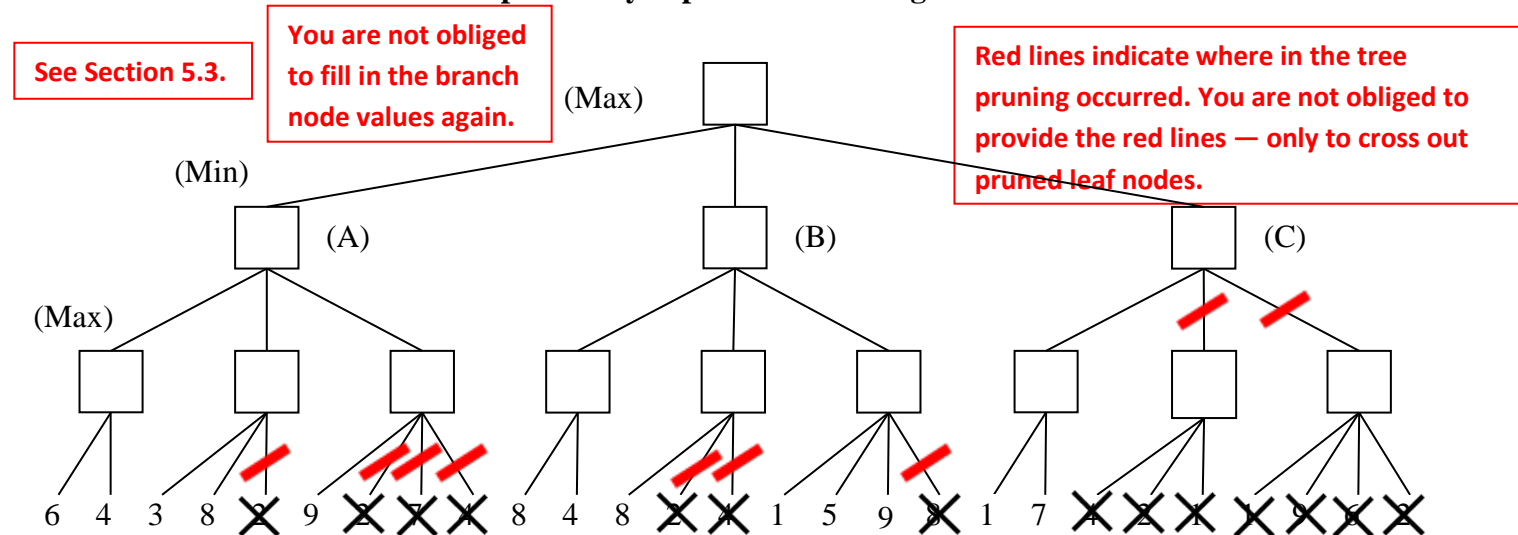 See Section 5.3.
You are not obliged
to fill in the branch
node values again.
Red lines indicate where in the tree
pruning occurred. You are not obliged to
provide the red lines — only to cross out
pruned leaf nodes.
(Max)
(Min)
(A)
(B)
(C)
(Max)
6 4 3 8 2 9 2 7 4 8 4 8 2 4 1 5 9 8 1 7 4 2 1 1 9 6 2